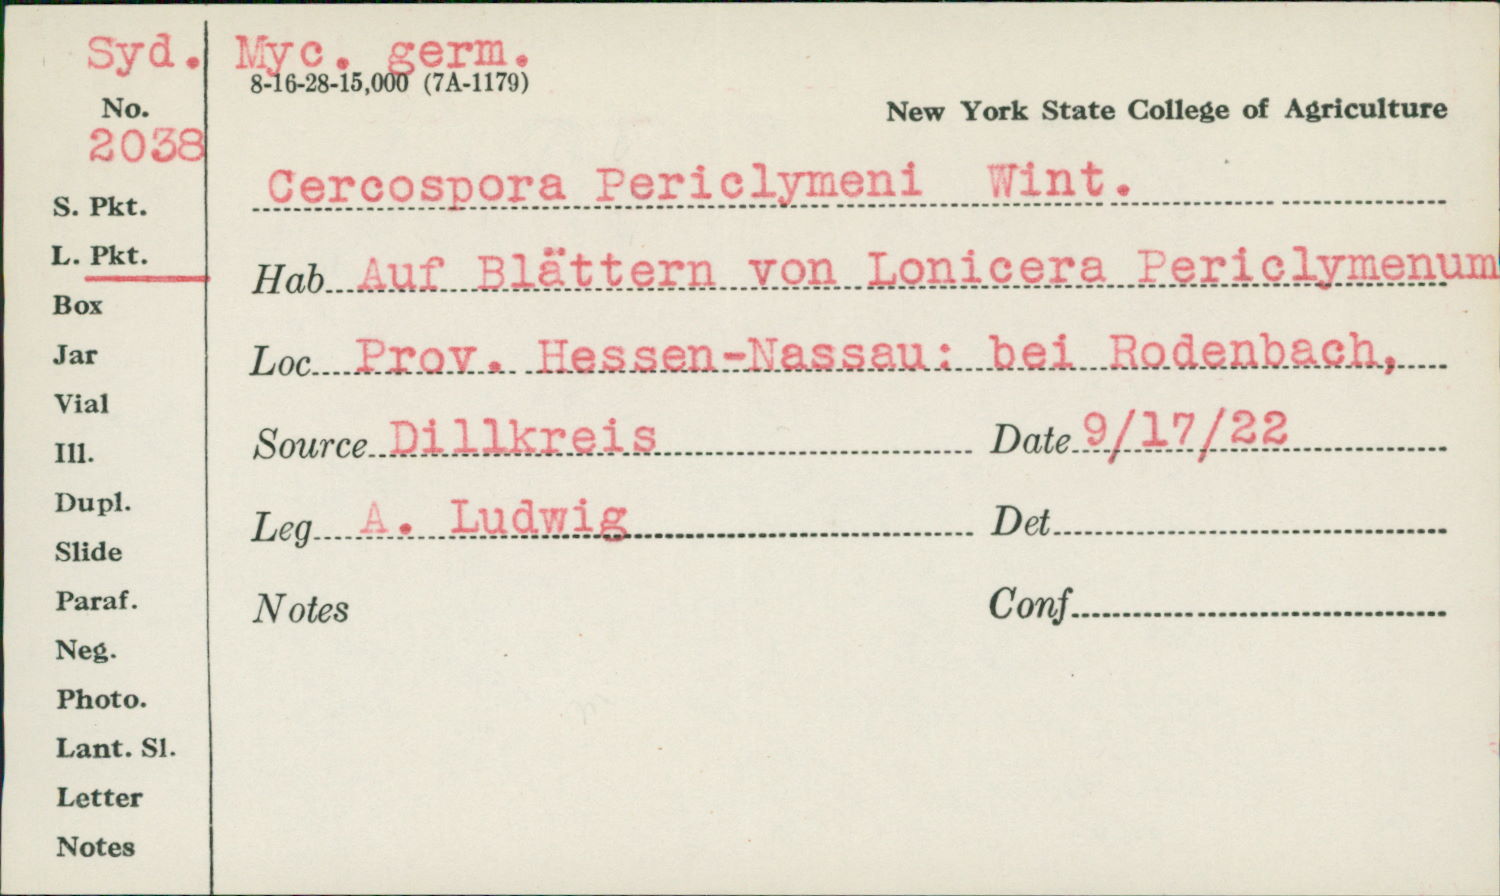 Syd. Myc. germ.
8-16-28-15,000 (7A-1179)
No.
New York State College of Agriculture
2038
Cercospora Periclymeni Wint.
S. Pkt.
L. Pkt.
Hab Auf Blättern von Lonicera Periclymenum
Box
Loc Prov. Hessen-Nassau: bei Rodenbach,
Jar
Vial
Source Dillkreis Date 9/17/22
Ill.
Dupl.
Leg A. Ludwig Det
Slide
Paraf.
Notes Conf
Neg.
Photo.
Lant. Sl.
Letter
Notes